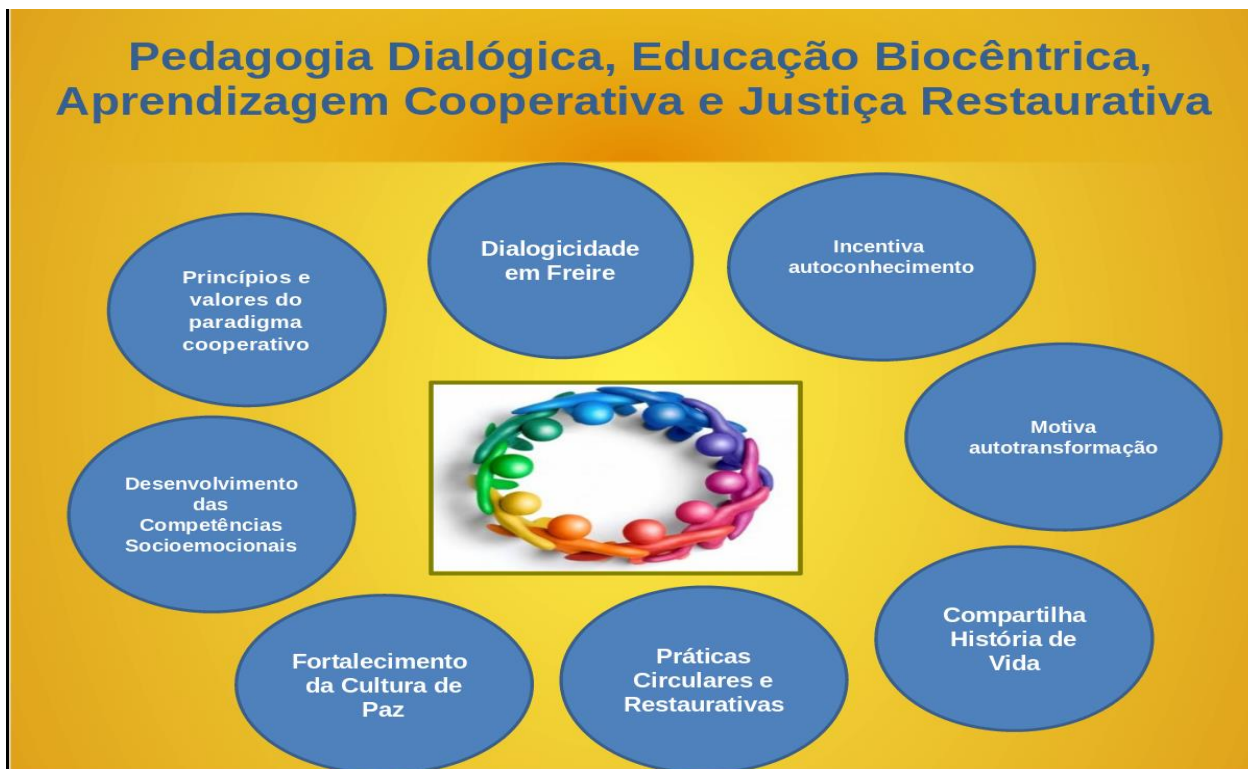 Pedagogia Dialógica, Educação Biocêntrica,
Aprendizagem Cooperativa e Justiça Restaurativa
Dialogicidade
em Freire
Incentiva
autoconhecimento
Motiva
autotransformação
Compartilha
História de
Vida
Práticas
Circulares e
Restaurativas
Fortalecimento
da Cultura de
Paz
Desenvolvimento
das
Competências
Socioemocionais
Princípios e
valores do
paradigma
cooperativo